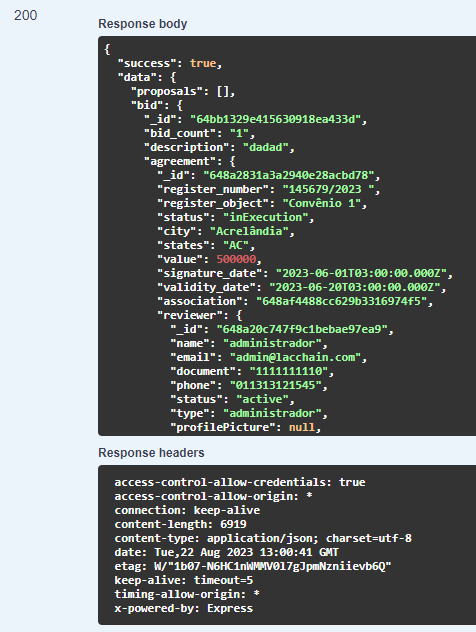 200
Response body
{
"success": true,
"data": {
"proposals": [],
"bid": {
"_id": "64bb1329e415630918ea433d",
"bid_count": "1",
"description": "dadad",
"agreement": {
"_id": "648a2831a3a2940e28acbd78",
"register_number": "145679/2023 ",
"register_object": "Convênio 1",
"status": "inExecution",
"city": "Acrelândia",
"states": "AC",
"value": 500000,
"signature_date": "2023-06-01T03:00:00.000Z",
"validity_date": "2023-06-20T03:00:00.000Z",
"association": "648af4488cc629b3316974f5",
"reviewer": {
"_id": "648a20c747f9c1bebae97ea9",
"name": "administrador",
"email": "admin@lacchain.com",
"document": "1111111110",
"phone": "011313121545",
"status": "active",
"type": "administrador",
"profilePicture": null,
Response headers
access-control-allow-credentials: true
access-control-allow-origin: *
connection: keep-alive
content-length: 6919
content-type: application/json; charset=utf-8
date: Tue,22 Aug 2023 13:00:41 GMT
etag: W/"1b07-N6HC1nWMMV0l7gJpmNzniievb6Q"
keep-alive: timeout=5
timing-allow-origin: *
x-powered-by: Express